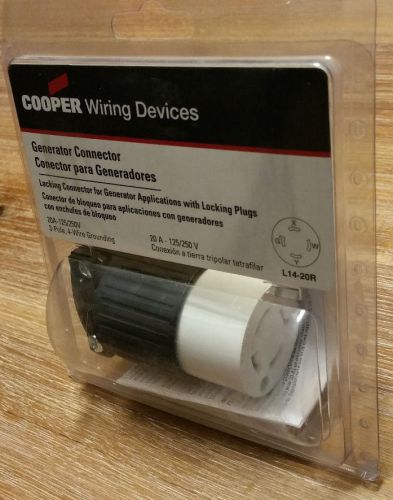 COOPER Wiring Devices
Generator Connector
Conector para Generadores
Locking Connector for Generator Applications with Locking Plugs
Conector de bloqueo para aplicaciones con generadores
con enchufes de bloqueo
20A-125/250V
3 Pole, 4-Wire Grounding
20 A - 125/250 V
Conexión a tierra tripolar tetrafilar
X
G
W
Y
L14-20R